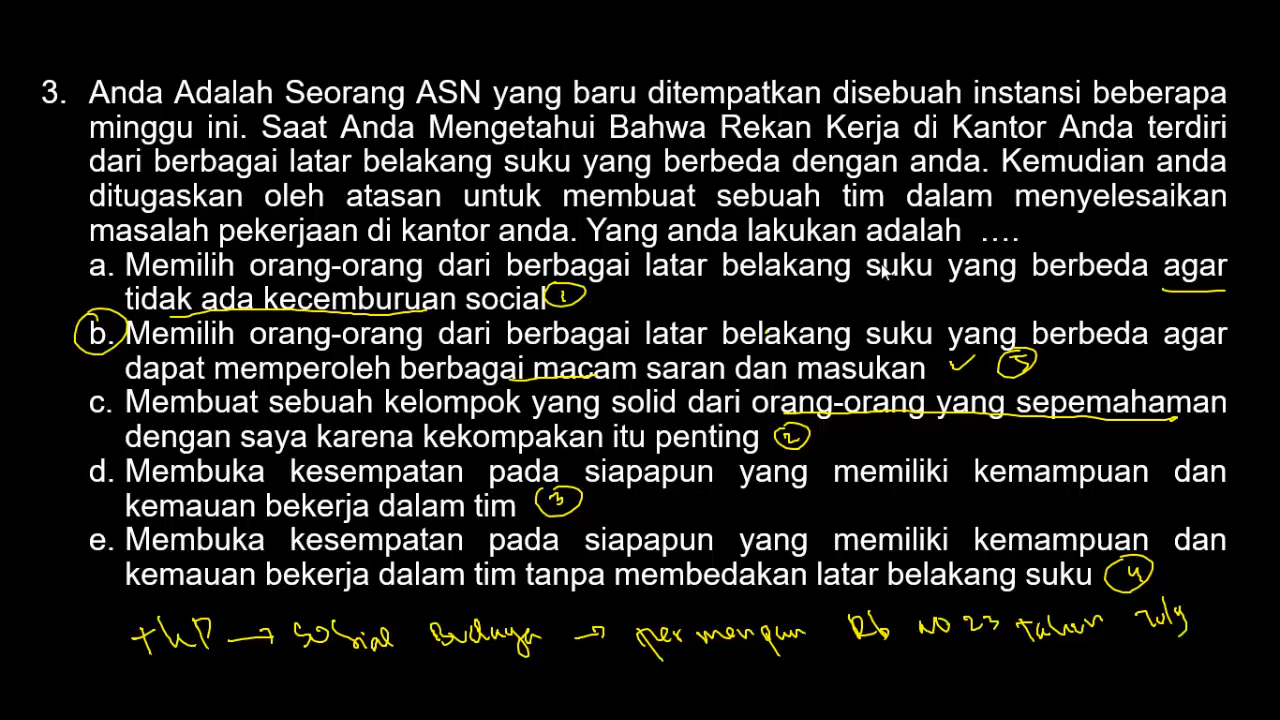 3. Anda Adalah Seorang ASN yang baru ditempatkan disebuah instansi beberapa
minggu ini. Saat Anda Mengetahui Bahwa Rekan Kerja di Kantor Anda terdiri
dari berbagai latar belakang suku yang berbeda dengan anda. Kemudian anda
ditugaskan oleh atasan untuk membuat sebuah tim dalam menyelesaikan
masalah pekerjaan di kantor anda. Yang anda lakukan adalah ....
a. Memilih orang-orang dari berbagai latar belakang suku yang berbeda agar
tidak ada kecemburuan social 1
b. Memilih orang-orang dari berbagai latar belakang suku yang berbeda agar
dapat memperoleh berbagai macam saran dan masukan ✓ 5
c. Membuat sebuah kelompok yang solid dari orang-orang yang sepemahaman
dengan saya karena kekompakan itu penting 2
d. Membuka kesempatan pada siapapun yang memiliki kemampuan dan
kemauan bekerja dalam tim 3
e. Membuka kesempatan pada siapapun yang memiliki kemampuan dan
kemauan bekerja dalam tim tanpa membedakan latar belakang suku 4
TKP → Sosial Budaya → permenpan Rb NO 23 tahun 2019